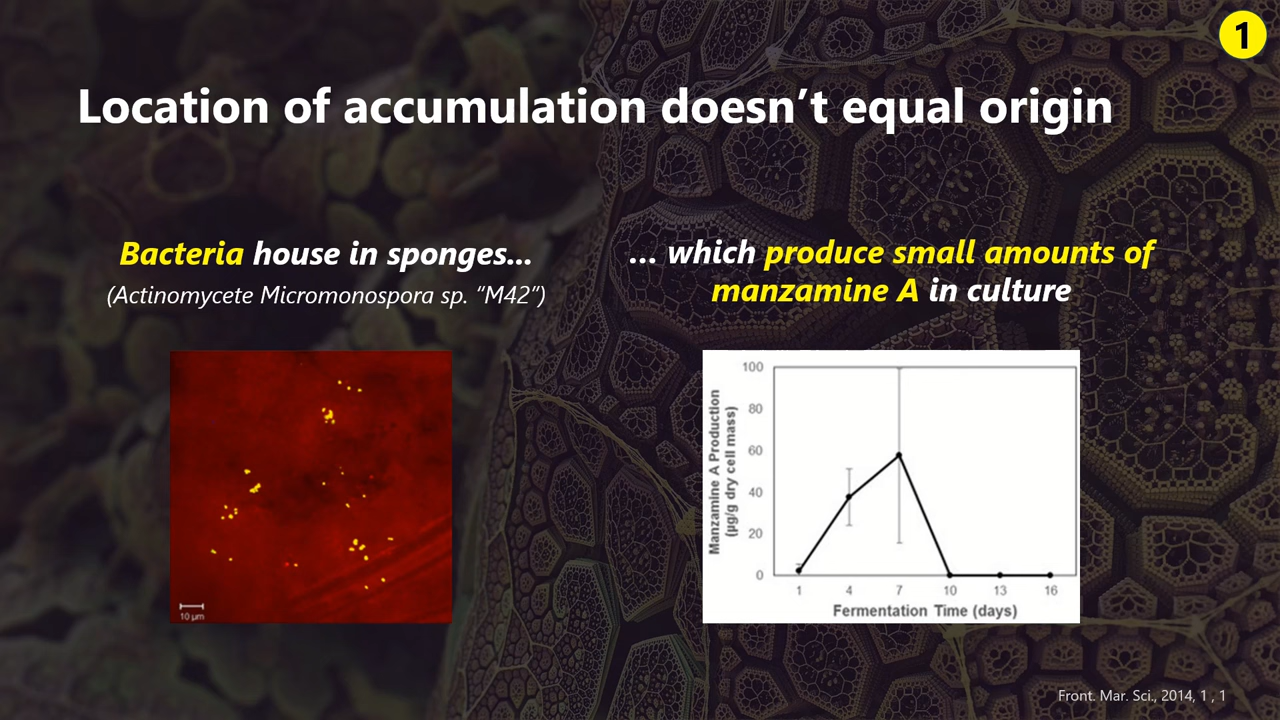 1
Location of accumulation doesn’t equal origin
Bacteria house in sponges...
(Actinomycete Micromonospora sp. “M42”)
... which produce small amounts of
manzamine A in culture
10 µm
Manzamine A Production
(µg/g dry cell mass)
100
80
60
40
20
0
1 4 7 10 13 16
Fermentation Time (days)
Front. Mar. Sci., 2014, 1 , 1